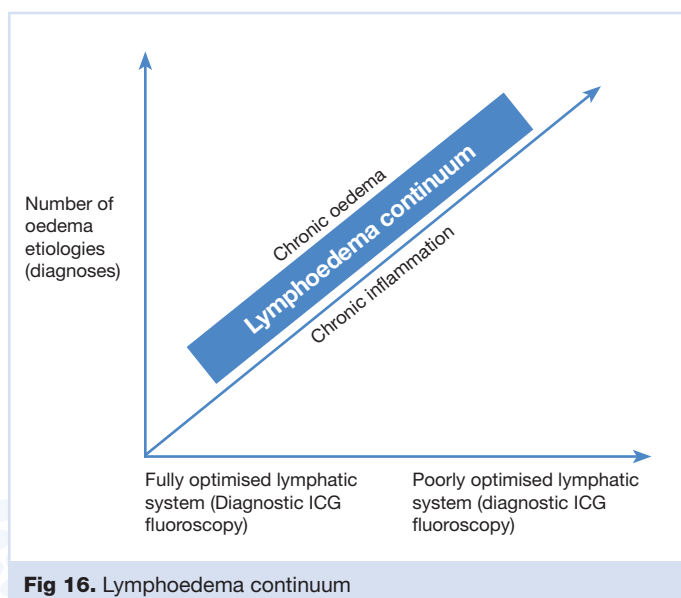 Number of
oedema
etiologies
(diagnoses)
Chronic oedema
Lymphoedema continuum
Chronic inflammation
Fully optimised lymphatic
system (Diagnostic ICG
fluoroscopy)
Poorly optimised lymphatic
system (diagnostic ICG
fluoroscopy)
Fig 16. Lymphoedema continuum